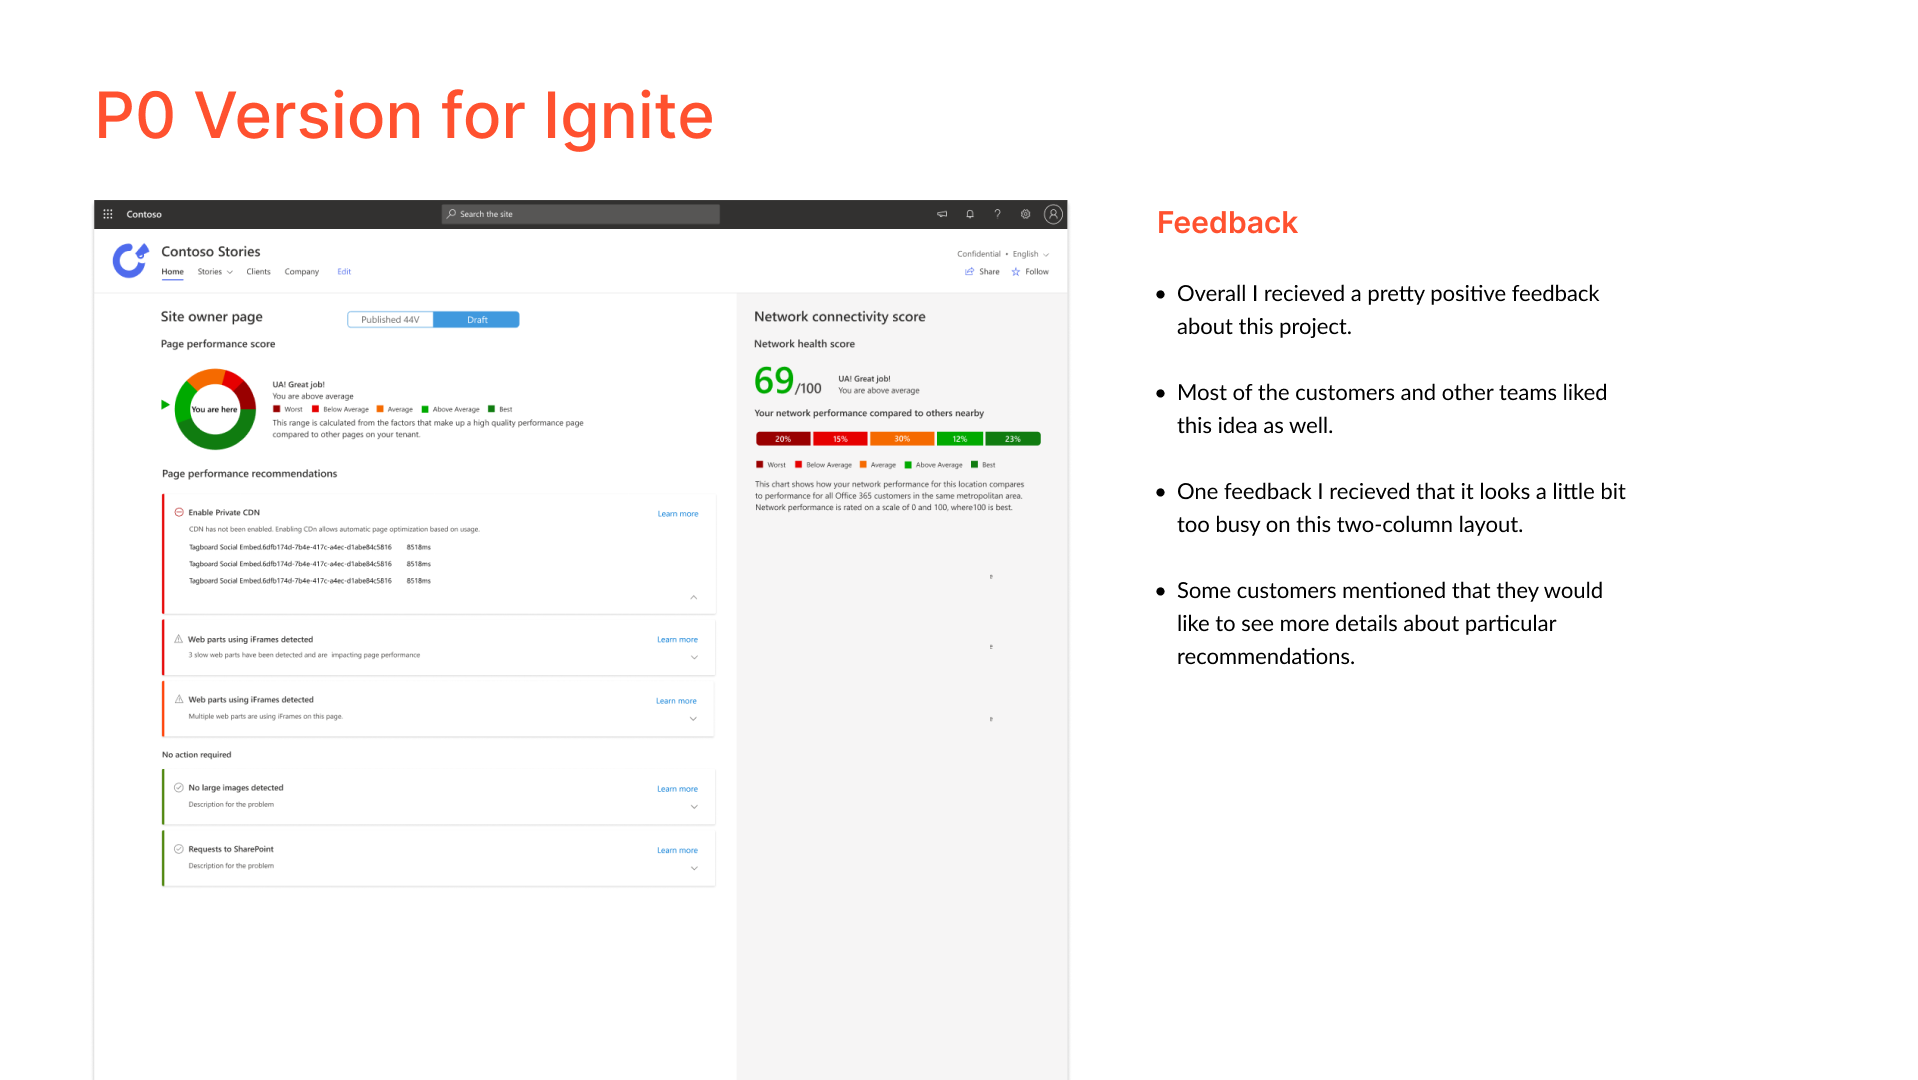 P0 Version for Ignite
Contoso
Search the site
?
Contoso Stories
Home Stories Clients Company Edit
Confidential • English
Share Follow
Site owner page
Published 44V Draft
Page performance score
You are here
UA! Great job!
You are above average
Worst Below Average Average Above Average Best
This range is calculated from the factors that make up a high quality performance page
compared to other pages on your tenant.
Page performance recommendations
Enable Private CDN
Learn more
CDN has not been enabled. Enabling CDn allows automatic page optimization based on usage.
Tagboard Social Embed.6dfb174d-7b4e-417c-a4ec-d1abe84c5816 8518ms
Tagboard Social Embed.6dfb174d-7b4e-417c-a4ec-d1abe84c5816 8518ms
Tagboard Social Embed.6dfb174d-7b4e-417c-a4ec-d1abe84c5816 8518ms
Web parts using iFrames detected
Learn more
3 slow web parts have been detected and are impacting page performance
Web parts using iFrames detected
Learn more
Multiple web parts are using iFrames on this page.
No action required
No large images detected
Learn more
Description for the problem
Requests to SharePoint
Learn more
Description for the problem
Network connectivity score
Network health score
69/100
UA! Great job!
You are above average
Your network performance compared to others nearby
20% 15% 30% 12% 23%
Worst Below Average Average Above Average Best
This chart shows how your network performance for this location compares
to performance for all Office 365 customers in the same metropolitan area.
Network performance is rated on a scale of 0 and 100, where100 is best.
Feedback
• Overall I recieved a pretty positive feedback
about this project.
• Most of the customers and other teams liked
this idea as well.
• One feedback I recieved that it looks a little bit
too busy on this two-column layout.
• Some customers mentioned that they would
like to see more details about particular
recommendations.